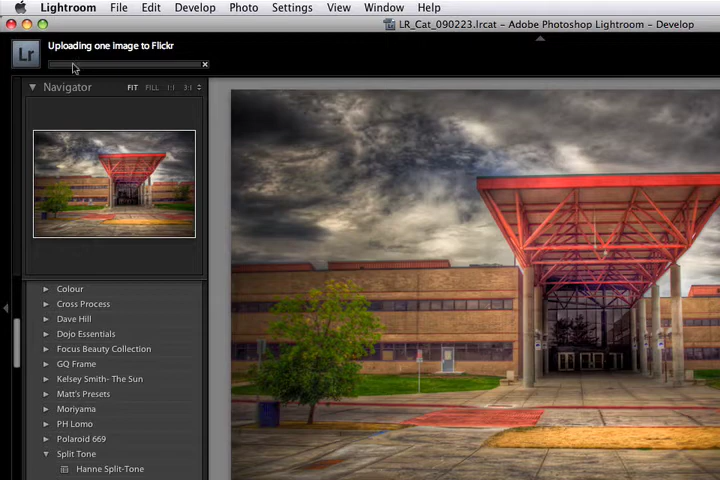 Lightroom File Edit Develop Photo Settings View Window Help
LR_Cat_090223.lrcat - Adobe Photoshop Lightroom - Develop
Lr
Uploading one image to Flickr
Navigator FIT FILL 1:1 3:1
Colour
Cross Process
Dave Hill
Dojo Essentials
Focus Beauty Collection
GQ Frame
Kelsey Smith- The Sun
Matt's Presets
Moriyama
PH Lomo
Polaroid 669
Split Tone
Hanne Split-Tone